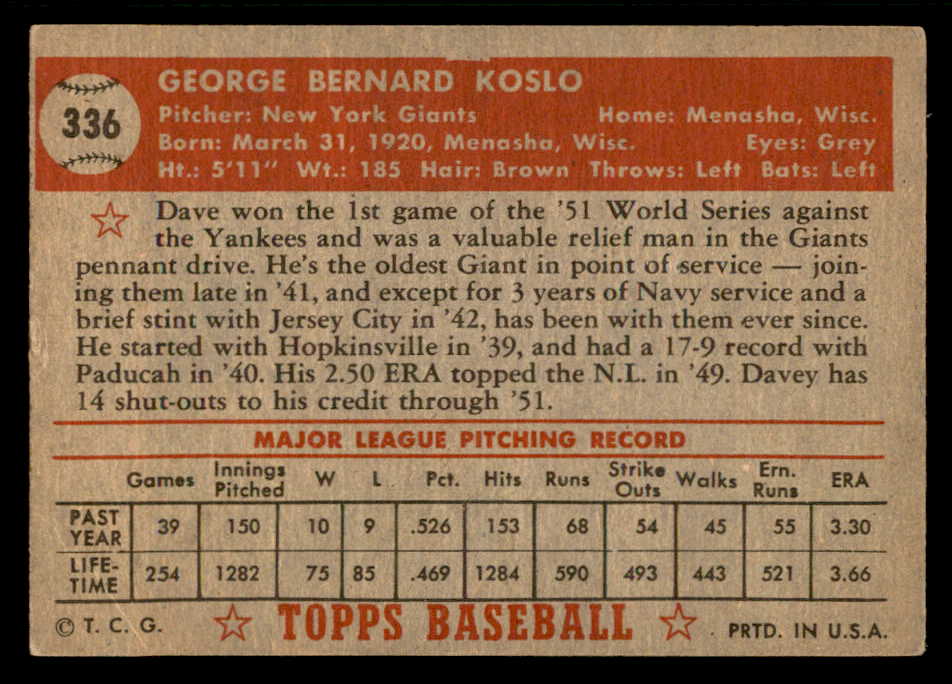 336
GEORGE BERNARD KOSLO
Pitcher: New York Giants Home: Menasha, Wisc.
Born: March 31, 1920, Menasha, Wisc. Eyes: Grey
Ht.: 5'11" Wt.: 185 Hair: Brown Throws: Left Bats: Left
Dave won the 1st game of the '51 World Series against
the Yankees and was a valuable relief man in the Giants
pennant drive. He's the oldest Giant in point of service — join-
ing them late in '41, and except for 3 years of Navy service and a
brief stint with Jersey City in '42, has been with them ever since.
He started with Hopkinsville in '39, and had a 17-9 record with
Paducah in '40. His 2.50 ERA topped the N.L. in '49. Davey has
14 shut-outs to his credit through '51.
MAJOR LEAGUE PITCHING RECORD
Games Innings Pitched W L Pct. Hits Runs Strike Outs Walks Ern. Runs ERA
PAST YEAR 39 150 10 9 .526 153 68 54 45 55 3.30
LIFE-TIME 254 1282 75 85 .469 1284 590 493 443 521 3.66
© T. C. G. TOPPS BASEBALL PRTD. IN U.S.A.